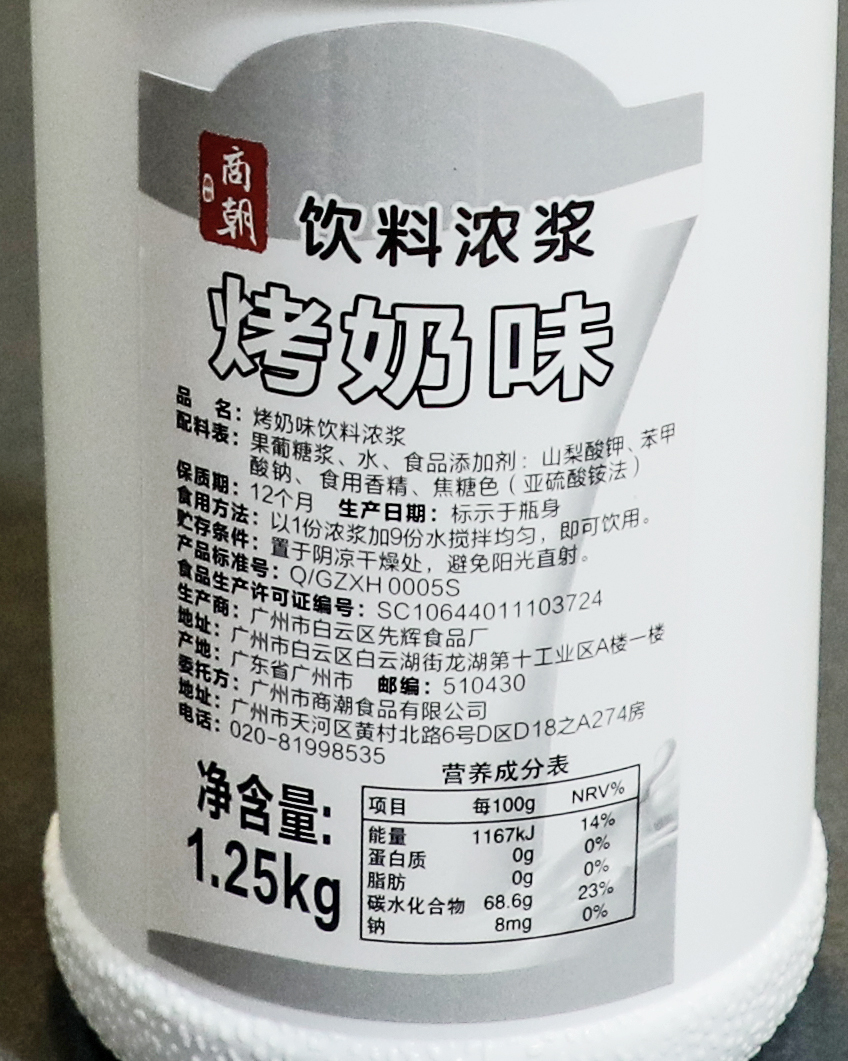 商朝
饮料浓浆
烤奶味
品 名：烤奶味饮料浓浆
配料表：果葡糖浆、水、食品添加剂：山梨酸钾、苯甲
酸钠、食用香精、焦糖色（亚硫酸铵法）
保质期：12个月 生产日期：标示于瓶身
食用方法：以1份浓浆加9份水搅拌均匀，即可饮用。
贮存条件：置于阴凉干燥处，避免阳光直射。
产品标准号：Q/GZXH 0005S
食品生产许可证编号：SC10644011103724
生产商：广州市白云区先辉食品厂
地址：广州市白云区白云湖街龙湖第十工业区A楼一楼
产地：广东省广州市 邮编：510430
委托方：广州市商潮食品有限公司
地址：广州市天河区黄村北路6号D区D18之A274房
电话：020-81998535
净含量：
1.25kg
营养成分表
项目 每100g NRV%
能量 1167kJ 14%
蛋白质 0g 0%
脂肪 0g 0%
碳水化合物 68.6g 23%
钠 8mg 0%